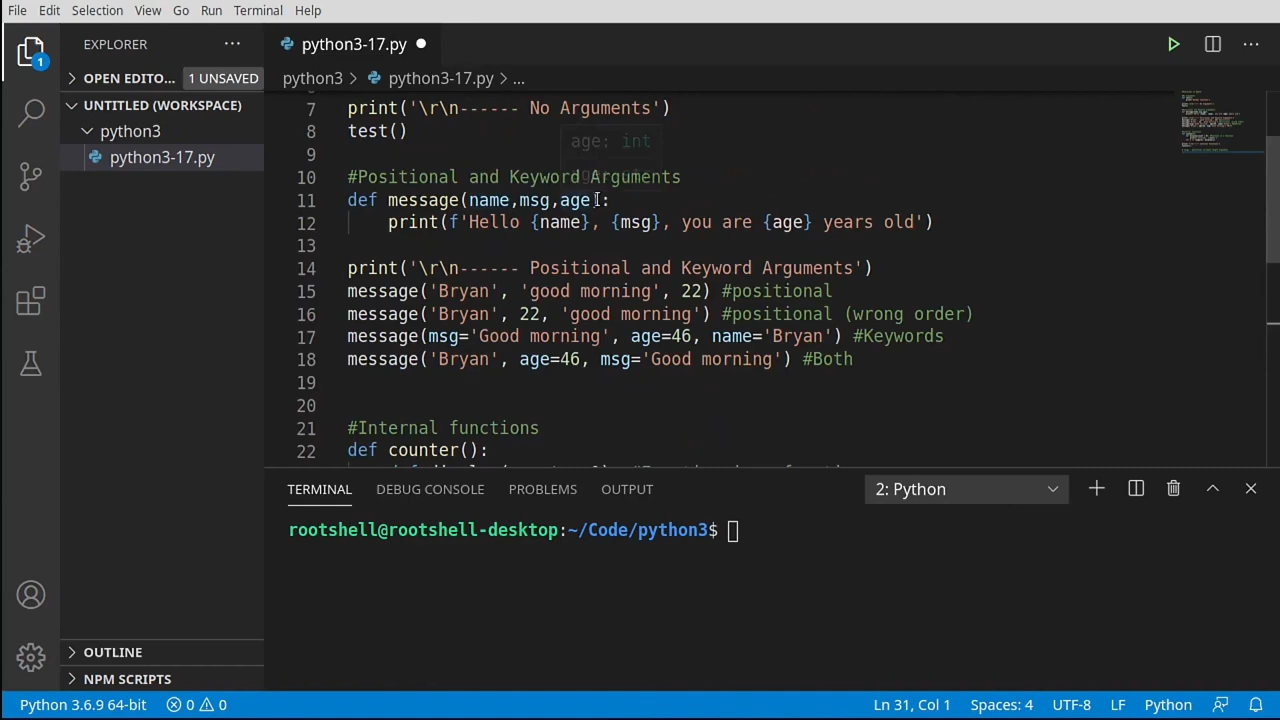 File Edit Selection View Go Run Terminal Help
EXPLORER ···
python3-17.py
1
OPEN EDITO... 1 UNSAVED
python3 > python3-17.py > ...
UNTITLED (WORKSPACE)
python3
python3-17.py
7 print('\r\n------ No Arguments')
8 test()
age: int
9
10 #Positional and Keyword Arguments
11 def message(name,msg,age):
12 print(f'Hello {name}, {msg}, you are {age} years old')
13
14 print('\r\n------ Positional and Keyword Arguments')
15 message('Bryan', 'good morning', 22) #positional
16 message('Bryan', 22, 'good morning') #positional (wrong order)
17 message(msg='Good morning', age=46, name='Bryan') #Keywords
18 message('Bryan', age=46, msg='Good morning') #Both
19
20
21 #Internal functions
22 def counter():
TERMINAL DEBUG CONSOLE PROBLEMS OUTPUT 2: Python
rootshell@rootshell-desktop:~/Code/python3$
OUTLINE
NPM SCRIPTS
Python 3.6.9 64-bit 0 0 Ln 31, Col 1 Spaces: 4 UTF-8 LF Python